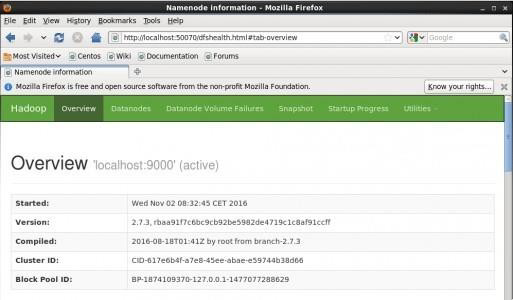 Namenode information - Mozilla Firefox
File Edit View History Bookmarks Tools Help
http://localhost:50070/dfshealth.html#tab-overview Google
Most Visited Centos Wiki Documentation Forums
Namenode information
Mozilla Firefox is free and open source software from the non-profit Mozilla Foundation. Know your rights...
Hadoop Overview Datanodes Datanode Volume Failures Snapshot Startup Progress Utilities
Overview 'localhost:9000' (active)
Started: Wed Nov 02 08:32:45 CET 2016
Version: 2.7.3, rbaa91f7c6bc9cb92be5982de4719c1c8af91ccff
Compiled: 2016-08-18T01:41Z by root from branch-2.7.3
Cluster ID: CID-617e6b4f-a7e8-45ee-abae-e59744b38d66
Block Pool ID: BP-1874109370-127.0.0.1-1477077288629